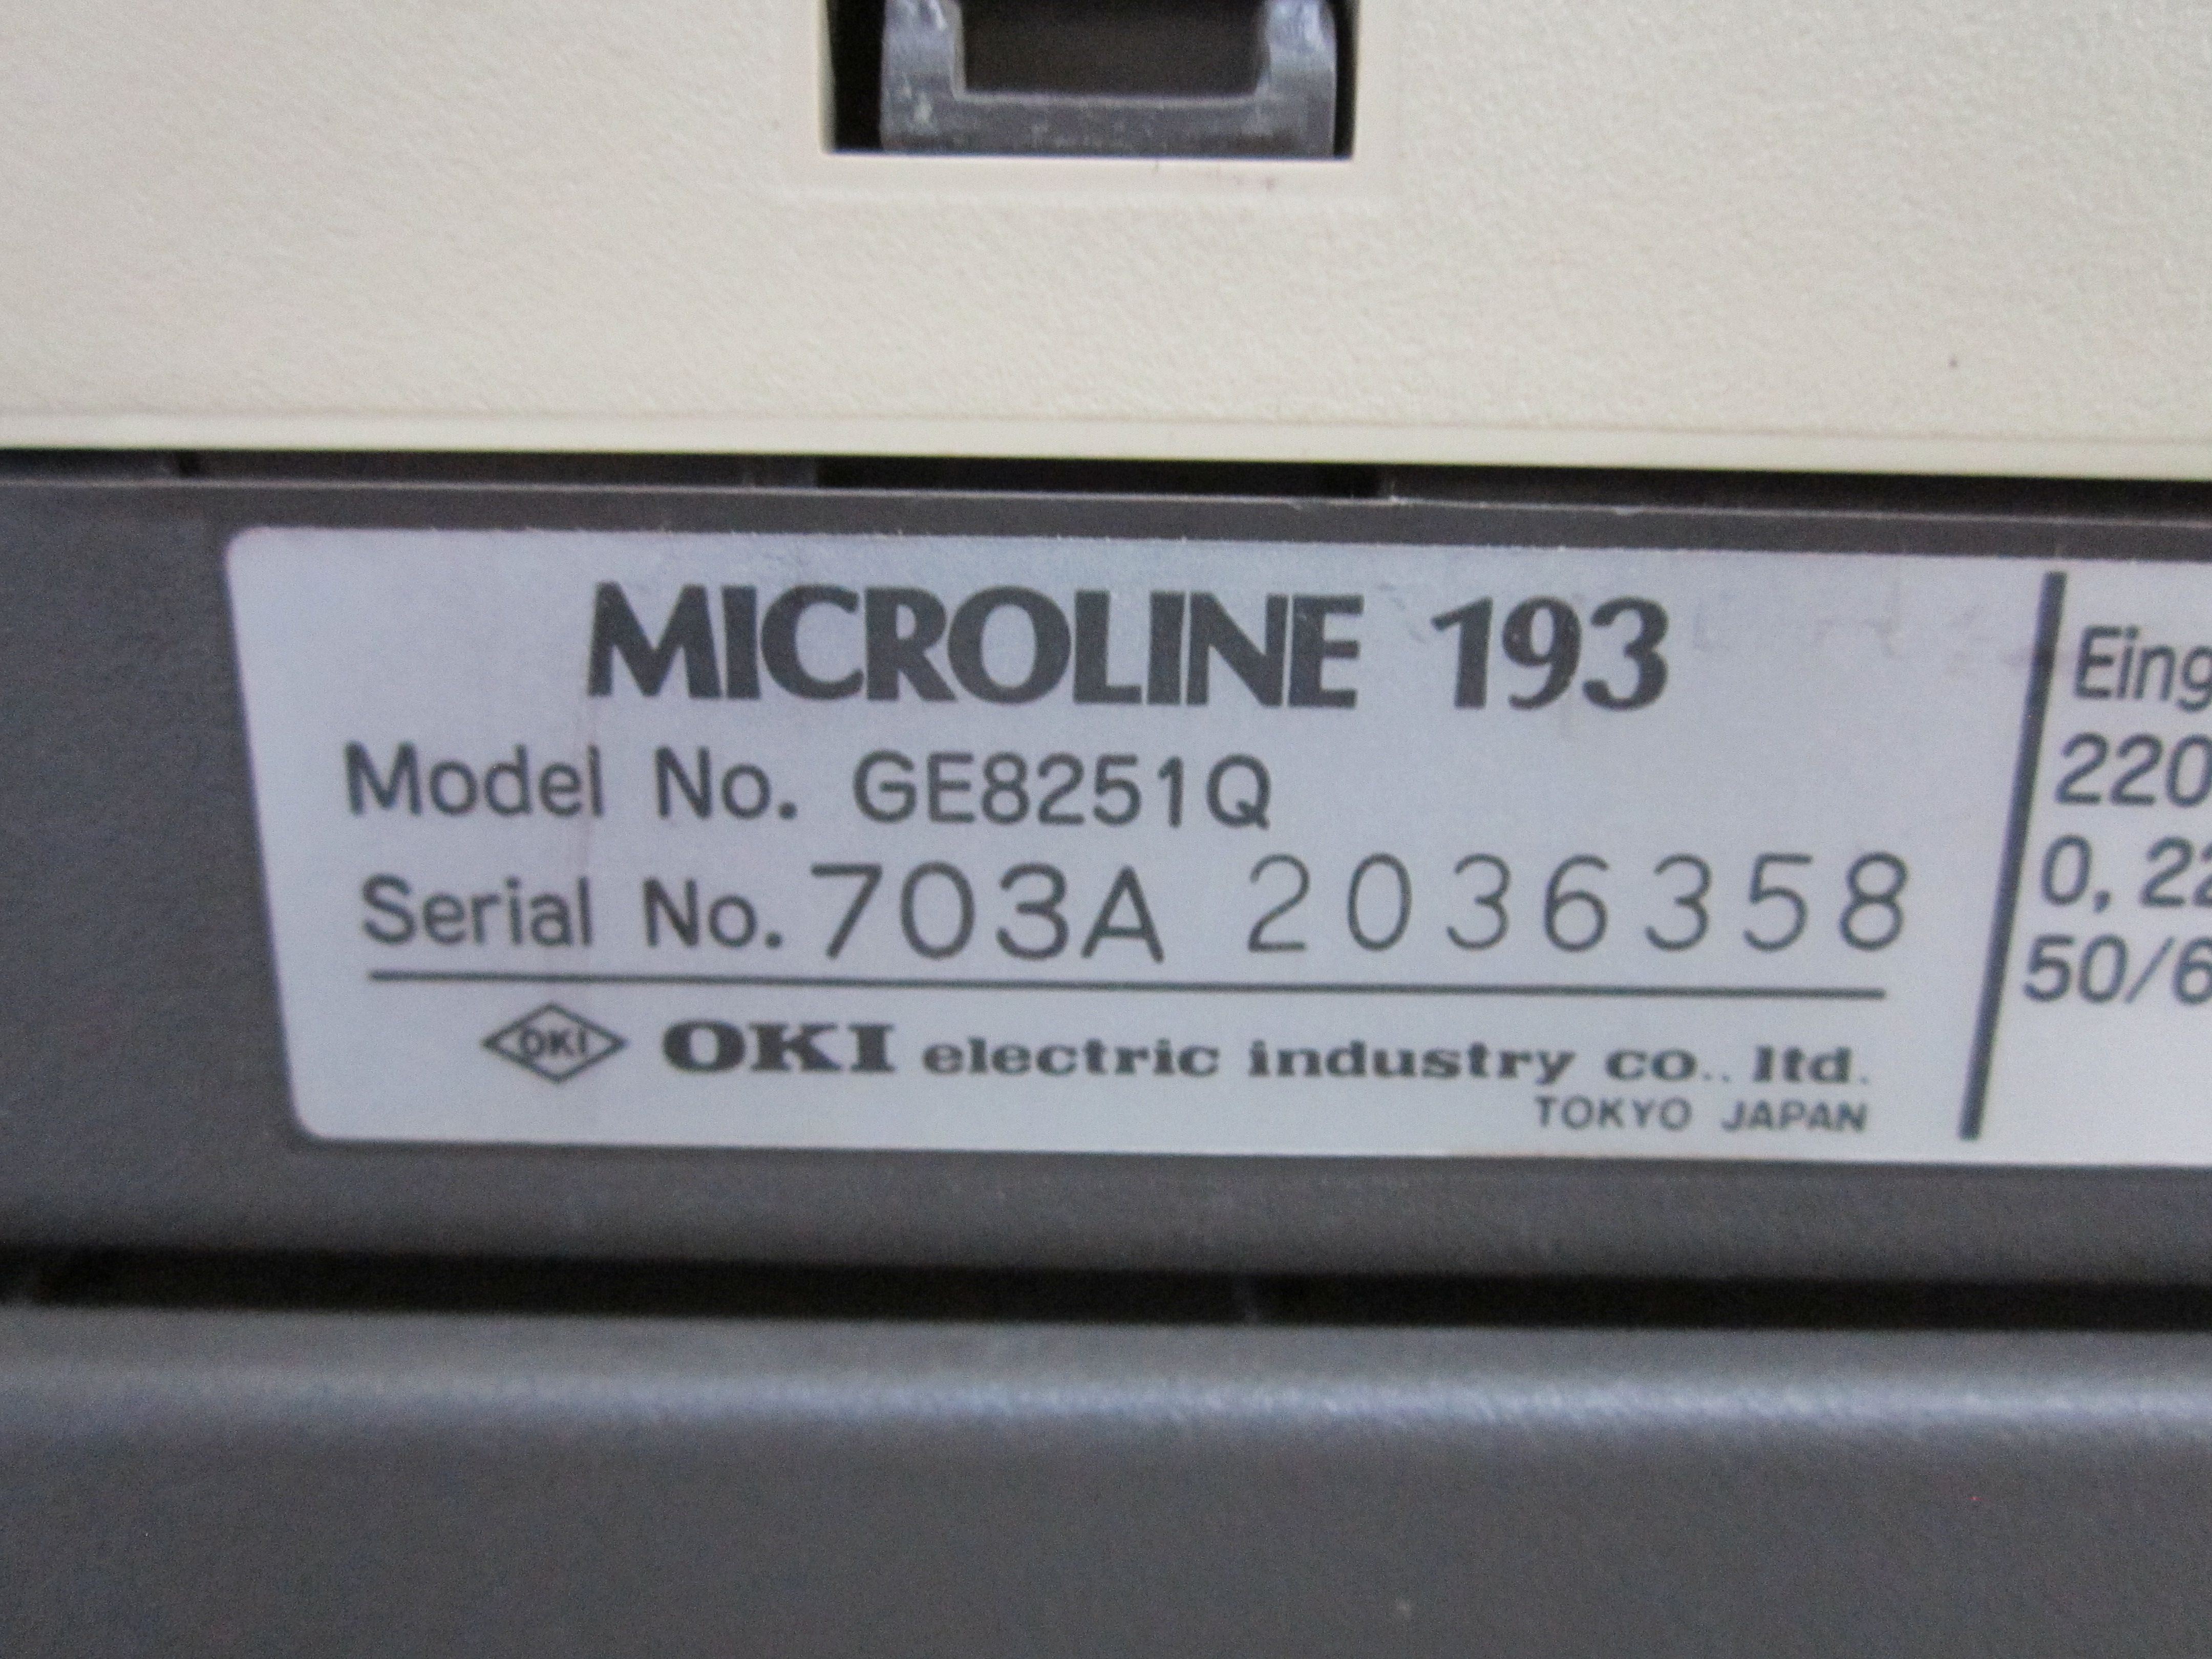 MICROLINE 193
Model No. GE8251Q
Serial No. 703A 2036358
OKI OKI electric industry co., ltd.
TOKYO JAPAN
Eing
220
0, 22
50/6